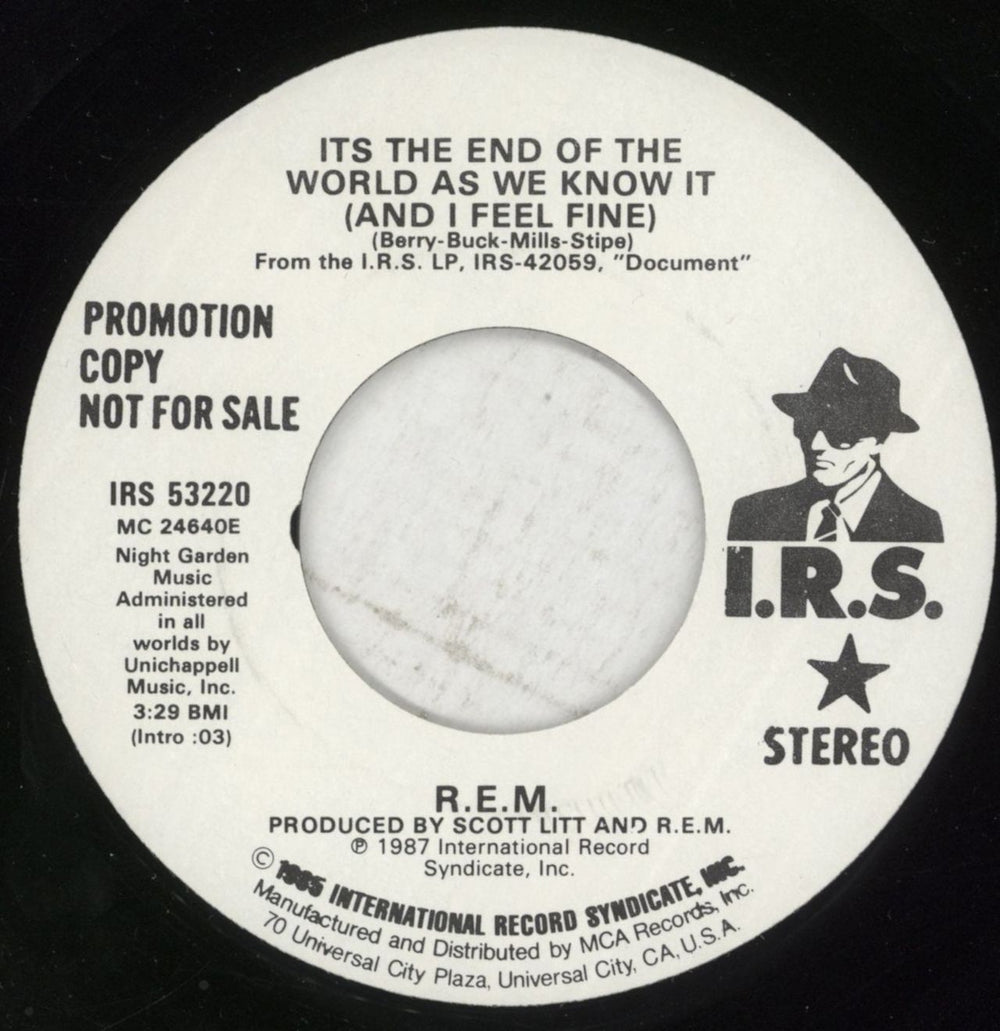 ITS THE END OF THE
WORLD AS WE KNOW IT
(AND I FEEL FINE)
(Berry-Buck-Mills-Stipe)
From the I.R.S. LP, IRS-42059, "Document"
PROMOTION
COPY
NOT FOR SALE
IRS 53220
MC 24640E
Night Garden
Music
Administered
in all
worlds by
Unichappell
Music, Inc.
3:29 BMI
(Intro :03)
I.R.S.
★
STEREO
R.E.M.
PRODUCED BY SCOTT LITT AND R.E.M.
℗ 1987 International Record
Syndicate, Inc.
© 1985 INTERNATIONAL RECORD SYNDICATE, INC.
Manufactured and Distributed by MCA Records, Inc.
70 Universal City Plaza, Universal City, CA, U.S.A.